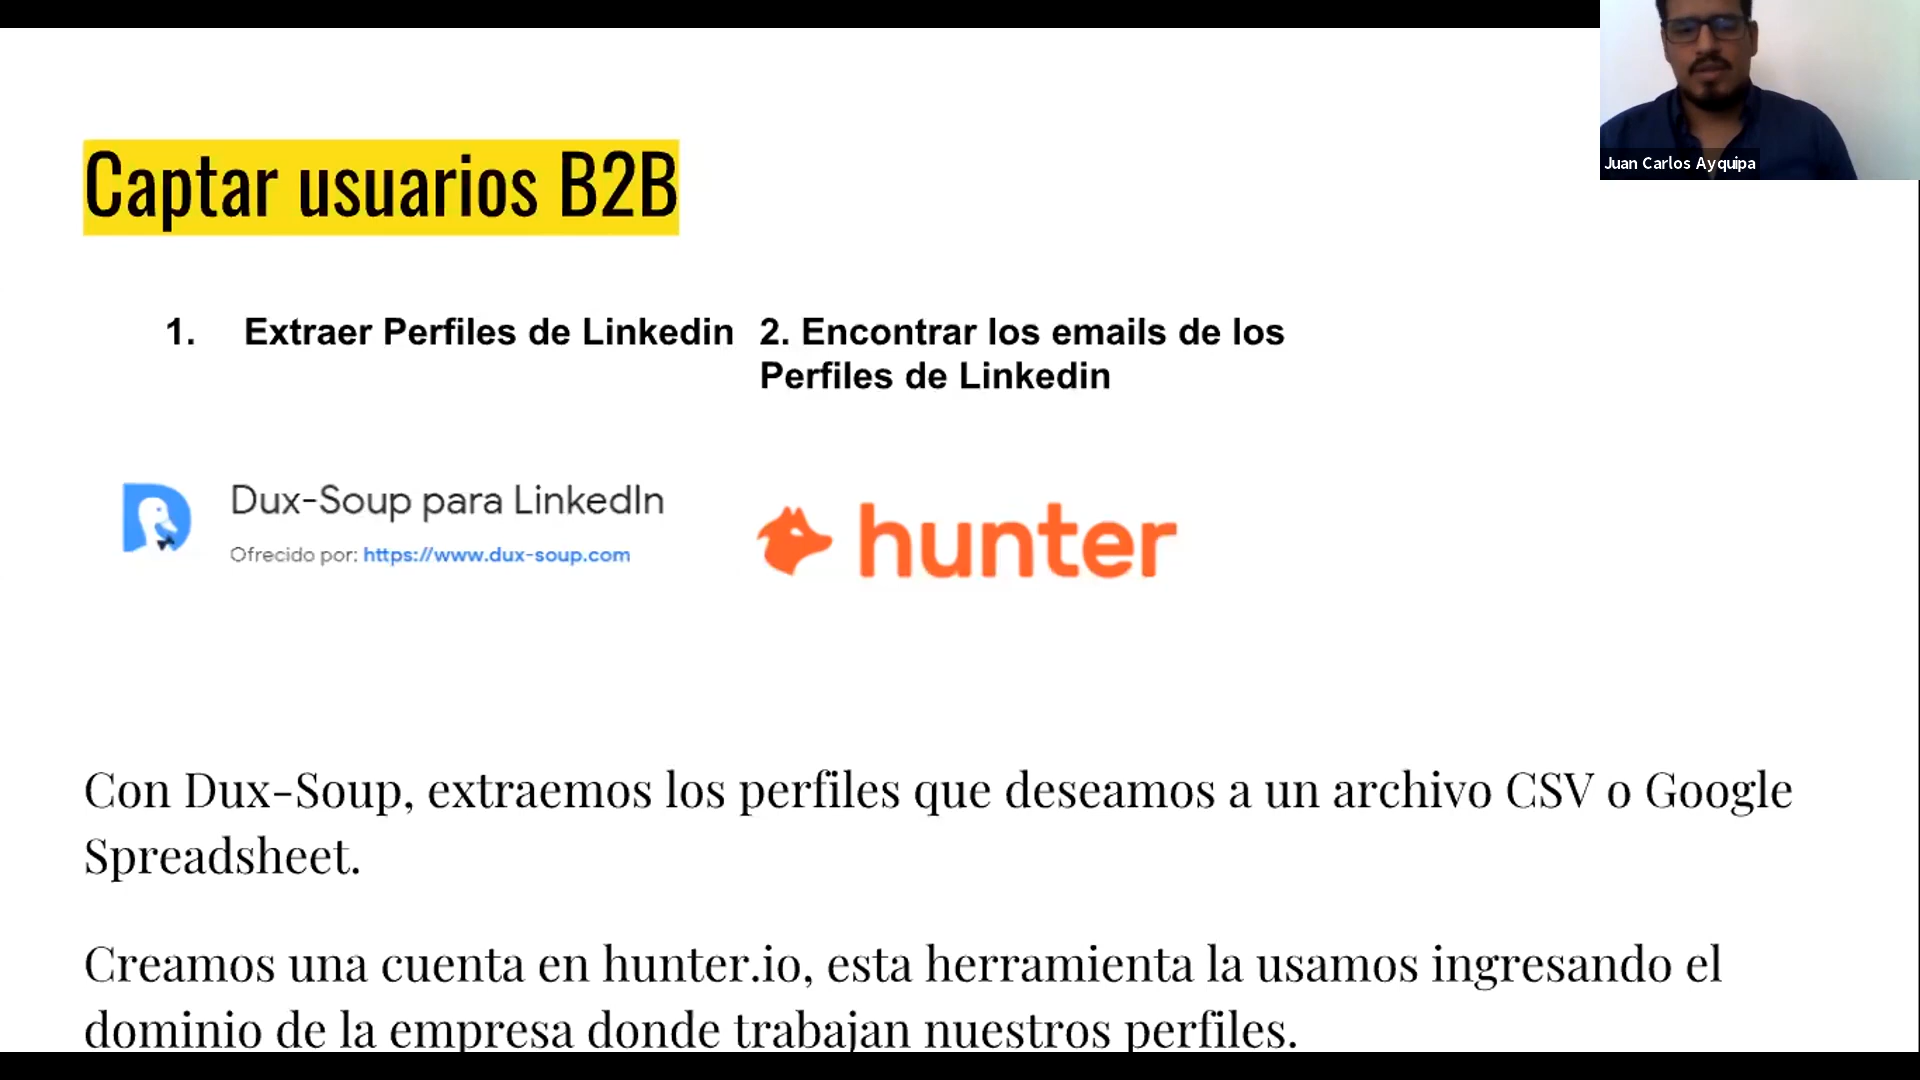 Juan Carlos Ayquipa
Captar usuarios B2B
1. Extraer Perfiles de Linkedin
2. Encontrar los emails de los
Perfiles de Linkedin
Dux-Soup para LinkedIn
Ofrecido por: https://www.dux-soup.com
hunter
Con Dux-Soup, extraemos los perfiles que deseamos a un archivo CSV o Google
Spreadsheet.
Creamos una cuenta en hunter.io, esta herramienta la usamos ingresando el
dominio de la empresa donde trabajan nuestros perfiles.